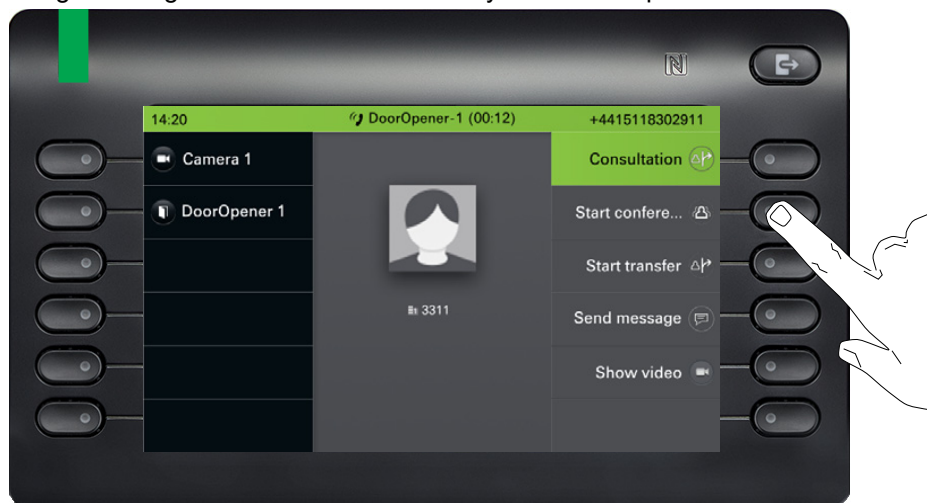 14:20
DoorOpener-1 (00:12)
+4415118302911
Camera 1
DoorOpener 1
3311
Consultation
Start confere...
Start transfer
Send message
Show video